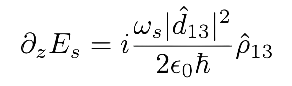 ∂_z E_s = i \frac{ω_s |\hat{d}_{13}|^2}{2ϵ_0 ħ} \hat{ρ}_{13}